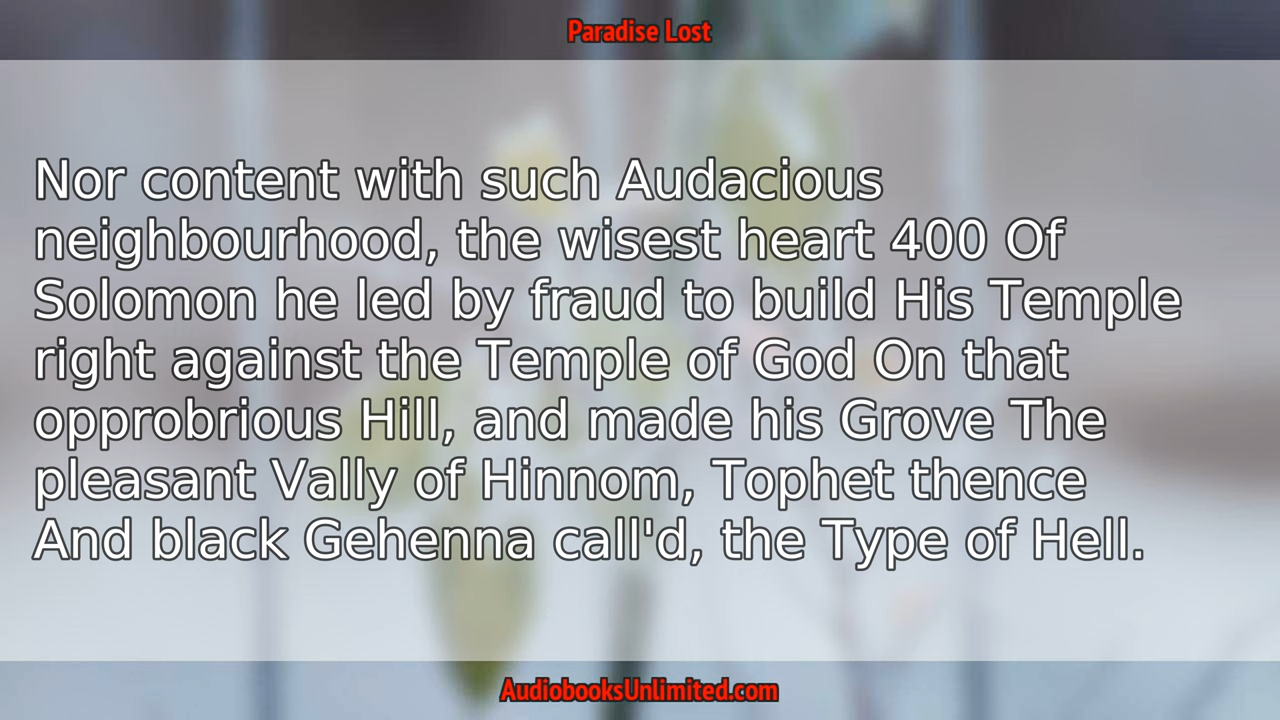 Paradise Lost
Nor content with such Audacious
neighbourhood, the wisest heart 400 Of
Solomon he led by fraud to build His Temple
right against the Temple of God On that
opprobrious Hill, and made his Grove The
pleasant Vally of Hinnom, Tophet thence
And black Gehenna call'd, the Type of Hell.
AudiobooksUnlimited.com